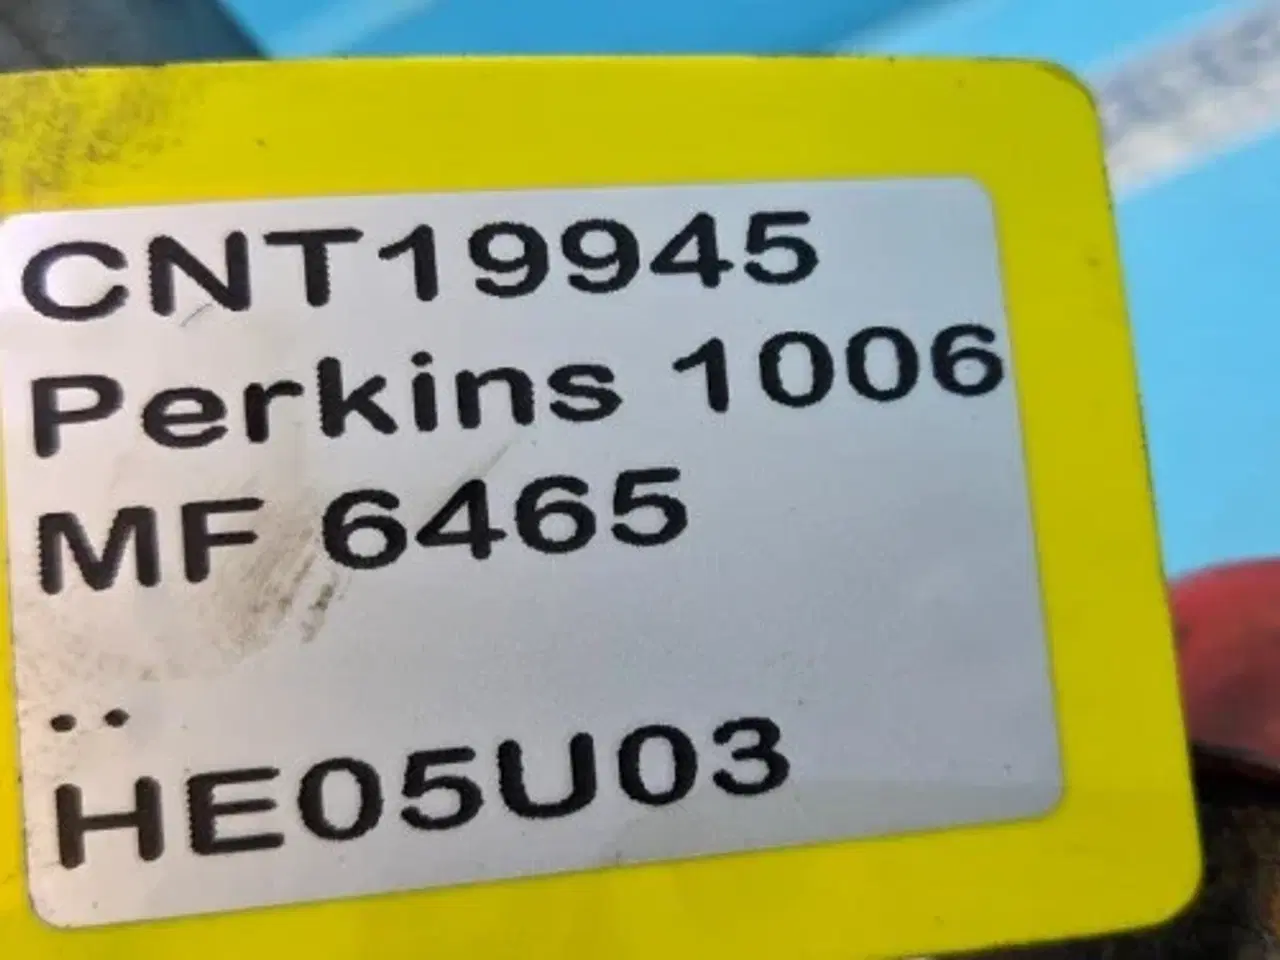 CNT19945
Perkins 1006
MF 6465
..
HE05U03